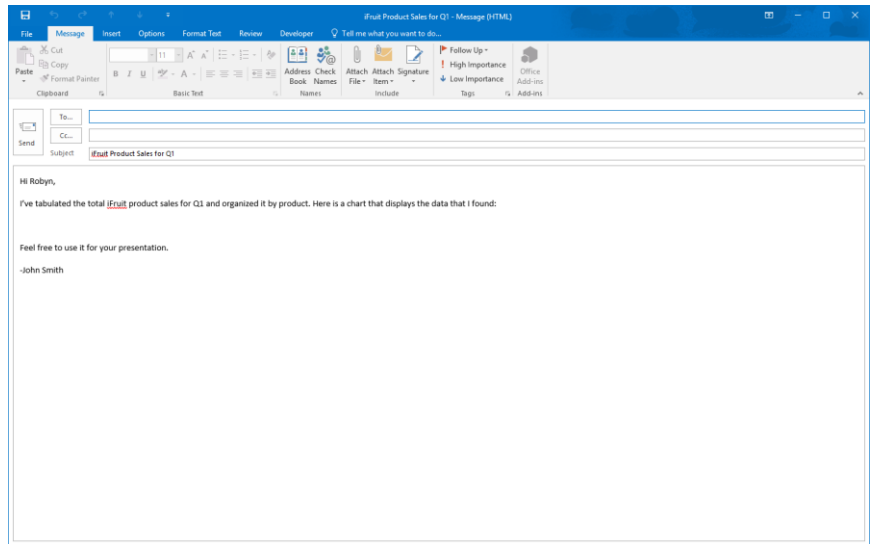 iFruit Product Sales for Q1 - Message (HTML)
File Message Insert Options Format Text Review Developer Tell me what you want to do...
Cut
Copy
Format Painter
Paste
Clipboard
11
A A
B I U A
Basic Text
Address Book
Check Names
Names
Attach File
Attach Item
Signature
Include
Follow Up
! High Importance
Low Importance
Tags
Office Add-ins
Add-ins
Send
To...
Cc...
Subject iFruit Product Sales for Q1
Hi Robyn,
I've tabulated the total iFruit product sales for Q1 and organized it by product. Here is a chart that displays the data that I found:
Feel free to use it for your presentation.
-John Smith